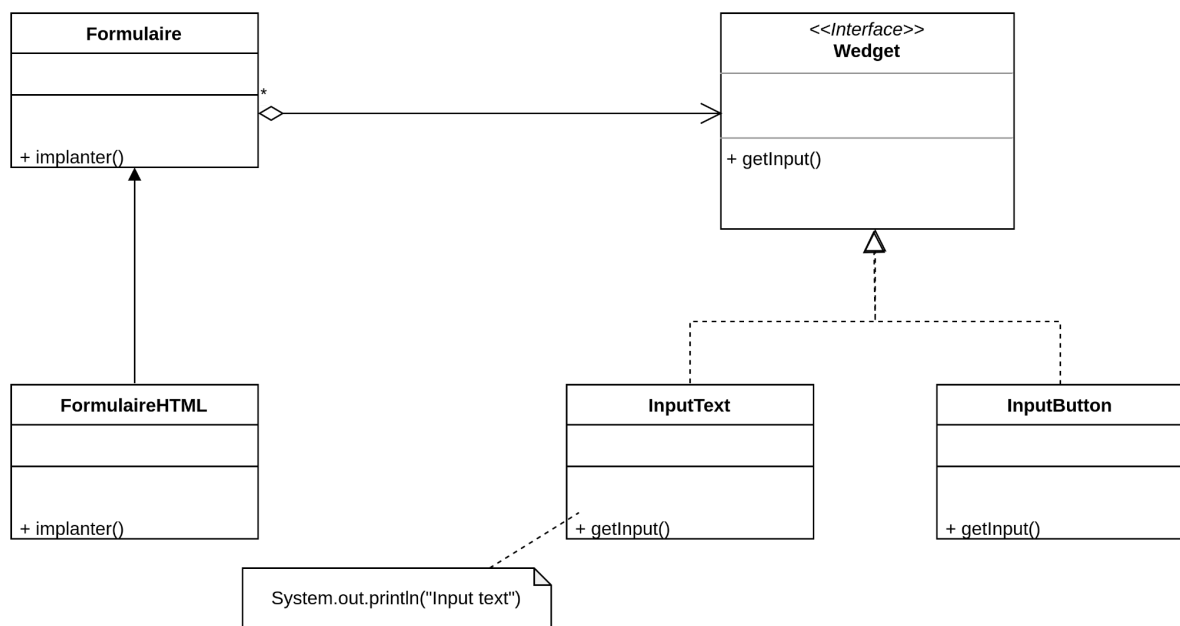 Formulaire
*
+ implanter()
<<Interface>>
Wedget
+ getInput()
FormulaireHTML
+ implanter()
InputText
+ getInput()
InputButton
+ getInput()
System.out.println("Input text")